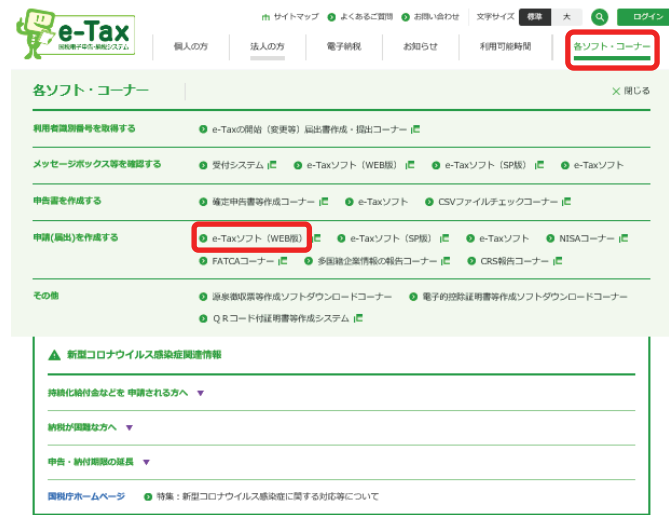 サイトマップ よくあるご質問 お問い合わせ 文字サイズ 標準 大 ログイン
e-Tax
国税電子申告・納税システム
個人の方 法人の方 電子納税 お知らせ 利用可能時間 各ソフト・コーナー
各ソフト・コーナー × 閉じる
利用者識別番号を取得する e-Taxの開始(変更等)届出書作成・提出コーナー
メッセージボックス等を確認する 受付システム e-Taxソフト(WEB版) e-Taxソフト(SP版) e-Taxソフト
申告書を作成する 確定申告書等作成コーナー e-Taxソフト CSVファイルチェックコーナー
申請(届出)を作成する e-Taxソフト(WEB版) e-Taxソフト(SP版) e-Taxソフト NISAコーナー
FATCAコーナー 多国籍企業情報の報告コーナー CRS報告コーナー
その他 源泉徴収票等作成ソフトダウンロードコーナー 電子的控除証明書等作成ソフトダウンロードコーナー
QRコード付証明書等作成システム
新型コロナウイルス感染症関連情報
持続化給付金などを 申請される方へ ▼
納税が困難な方へ ▼
申告・納付期限の延長 ▼
国税庁ホームページ 特集:新型コロナウイルス感染症に関する対応等について